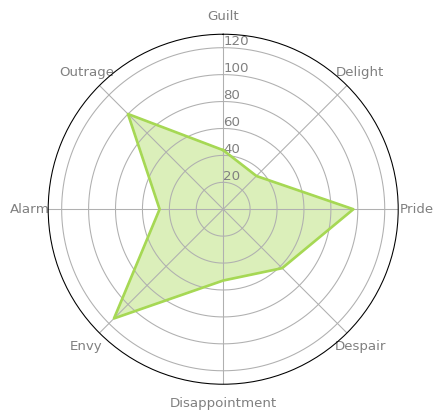 Guilt
120
Outrage
Delight
100
80
60
40
20
Alarm
Pride
Envy
Despair
Disappointment